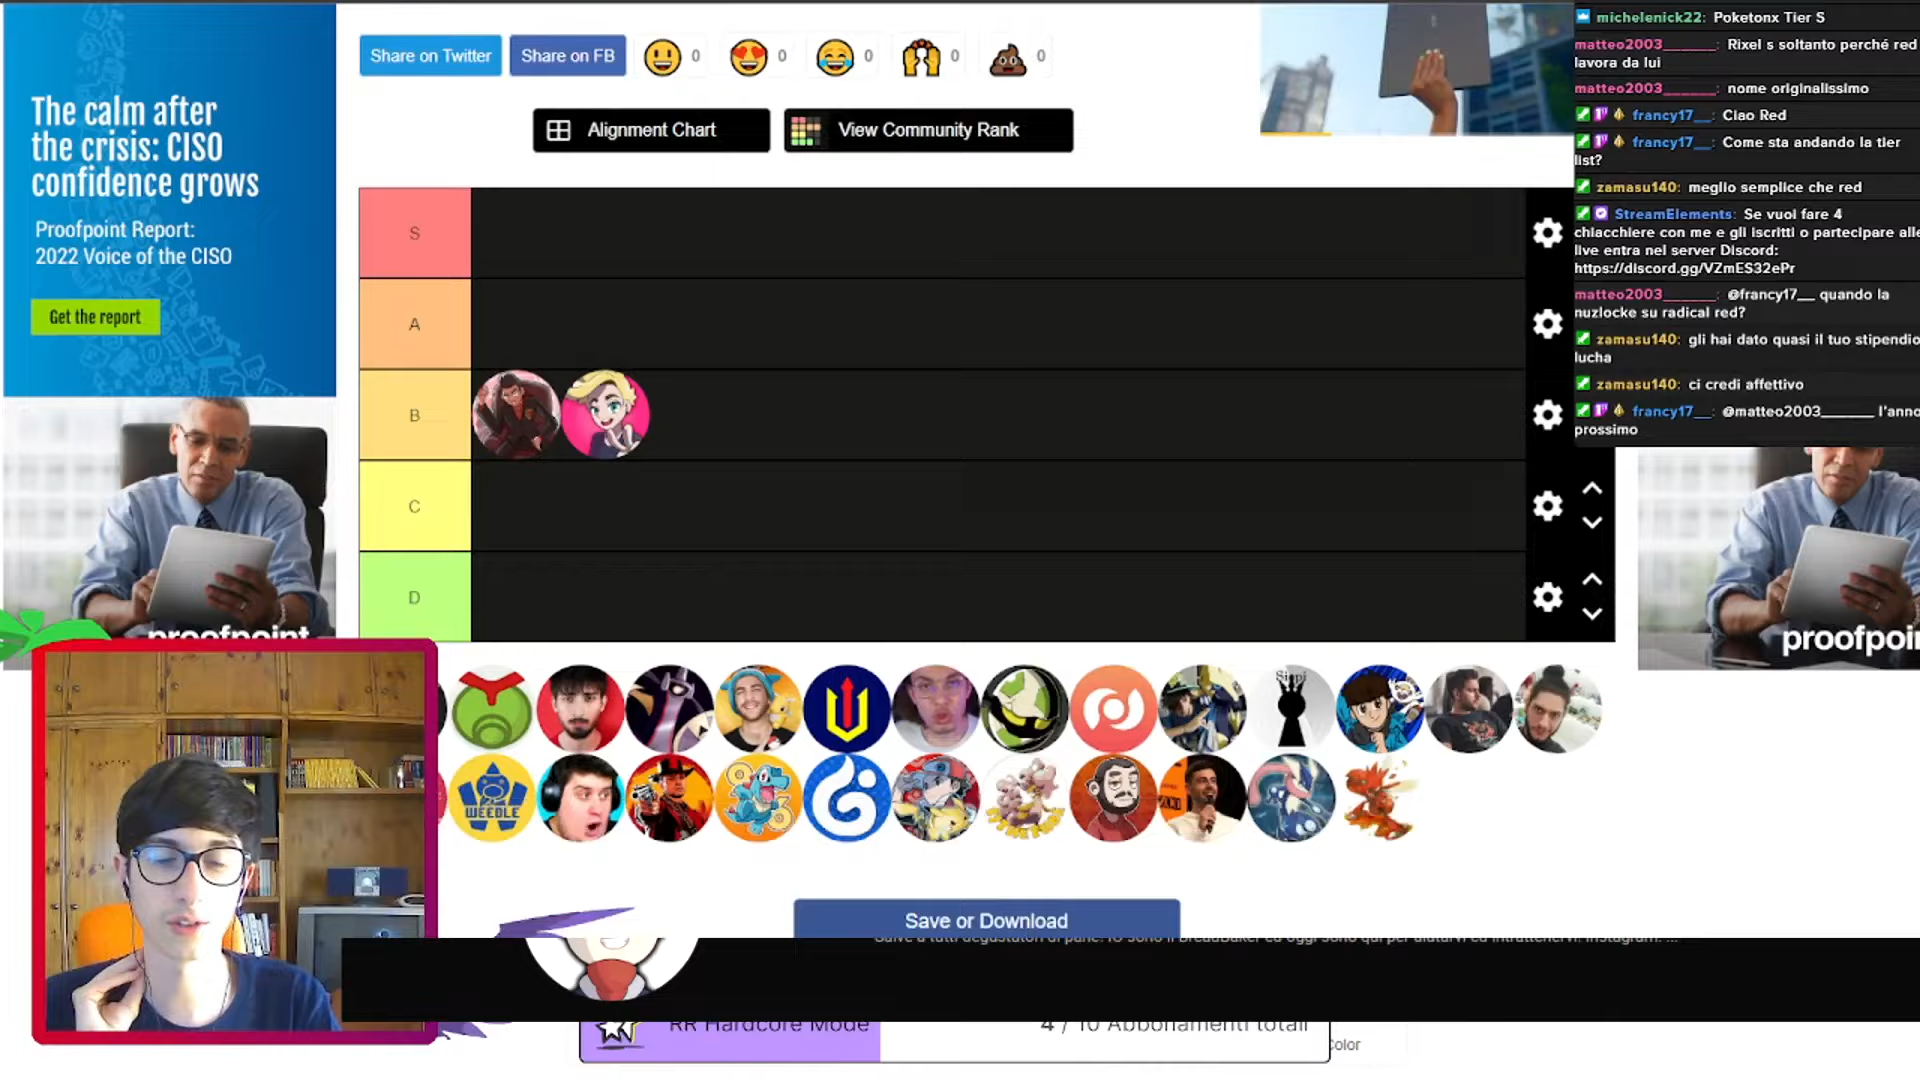 The calm after
the crisis: CISO
confidence grows
Proofpoint Report:
2022 Voice of the CISO
Get the report
proofpoint
Share on Twitter
Share on FB
0
0
0
0
0
Alignment Chart
View Community Rank
S
A
B
C
D
WEEDLE
Save or Download
RR Hardcore Mode
4 / 10 Abbonamenti totali
Color
michelenick22: Poketonx Tier S
matteo2003______: Rixel s soltanto perché red
lavora da lui
matteo2003______: nome originalissimo
francy17__: Ciao Red
francy17__: Come sta andando la tier
list?
zamasu140: meglio semplice che red
StreamElements: Se vuoi fare 4
chiacchiere con me e gli iscritti o partecipare alle
live entra nel server Discord:
https://discord.gg/VZmES32ePr
matteo2003______: @francy17__ quando la
nuzlocke su radical red?
zamasu140: gli hai dato quasi il tuo stipendio
lucha
zamasu140: ci credi affettivo
francy17__: @matteo2003______ l'anno
prossimo
proofpoin